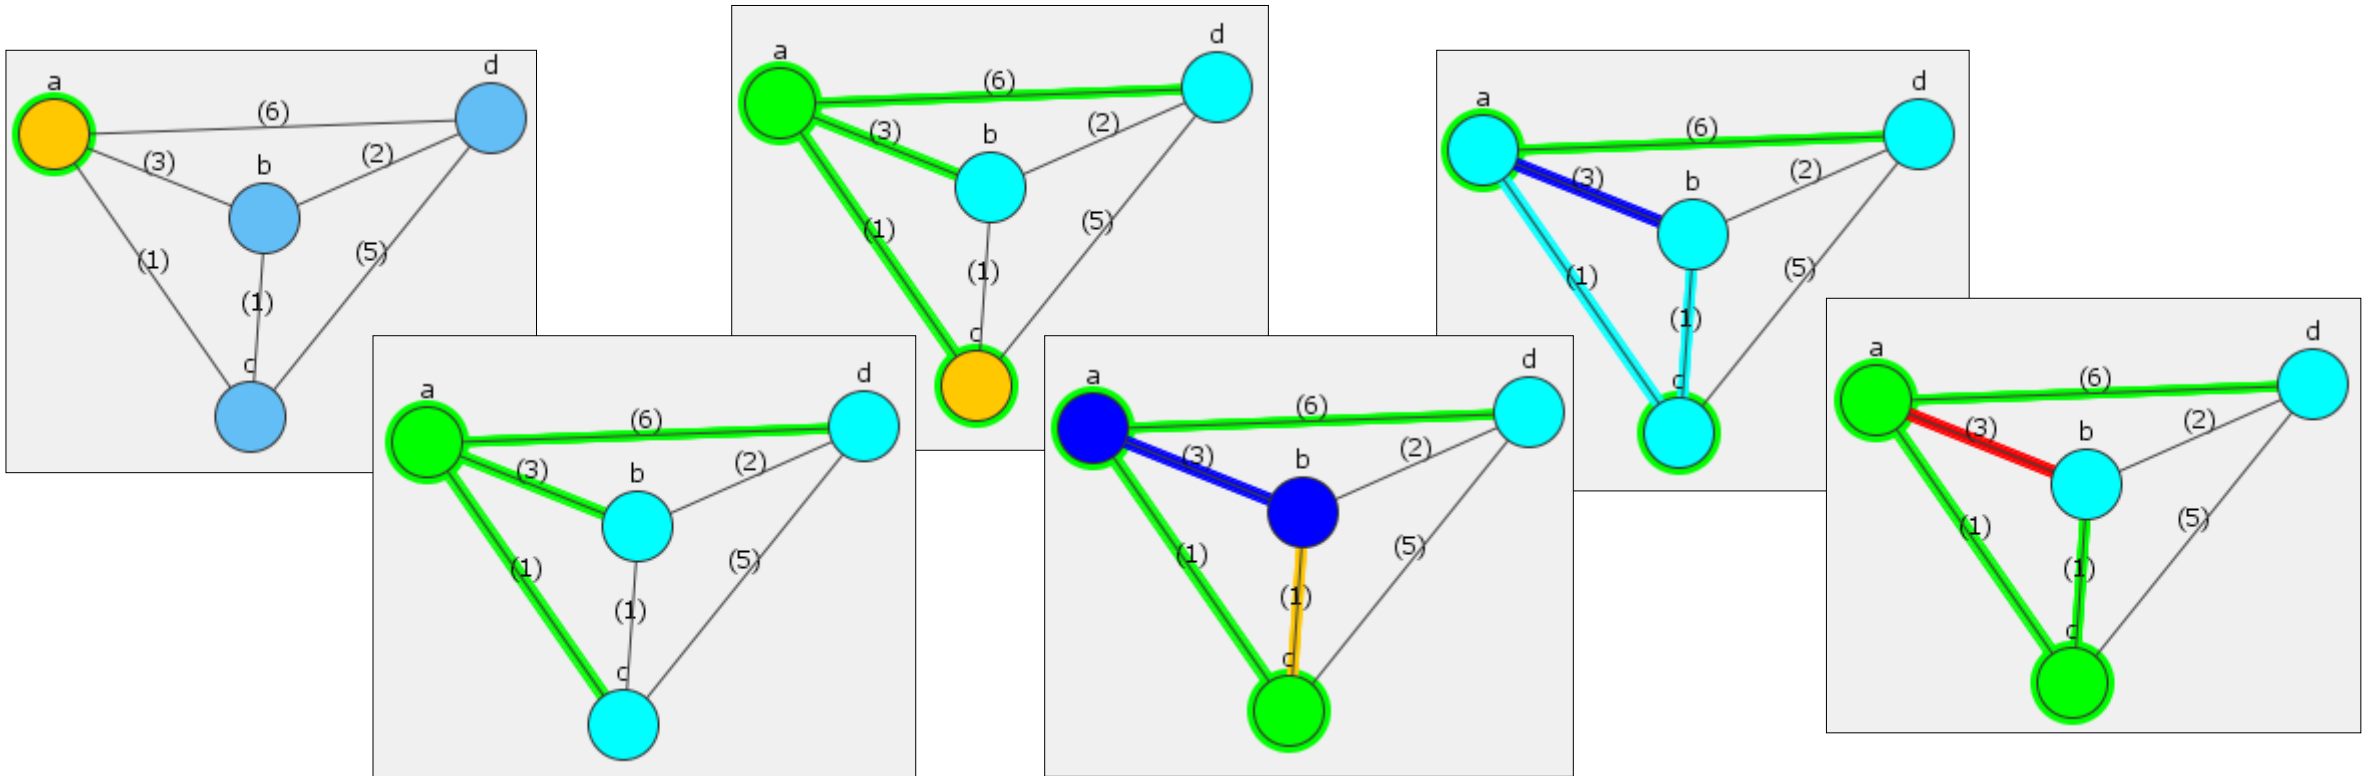 a
d
(6)
(3)
(2)
b
(1)
(5)
(1)
c
a
d
(6)
(3)
(2)
b
(1)
(5)
(1)
c
a
d
(6)
(3)
(2)
b
(1)
(5)
(1)
c
a
d
(6)
(3)
(2)
b
(1)
(5)
(1)
c
a
d
(6)
(3)
(2)
b
(1)
(5)
(1)
c
a
d
(6)
(3)
(2)
b
(1)
(5)
(1)
c